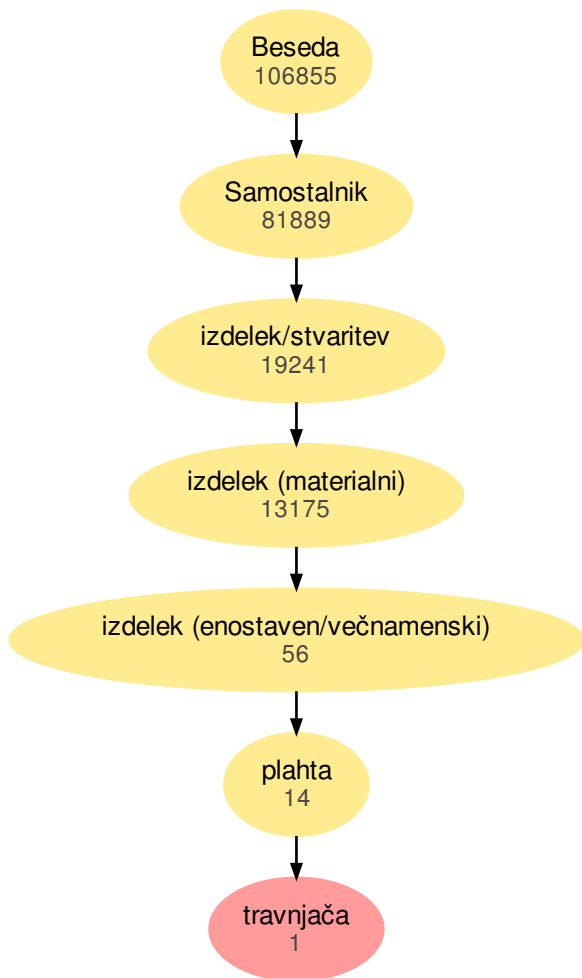 Beseda
106855
Samostalnik
81889
izdelek/stvaritev
19241
izdelek (materialni)
13175
izdelek (enostaven/večnamenski)
56
plahta
14
travnjača
1